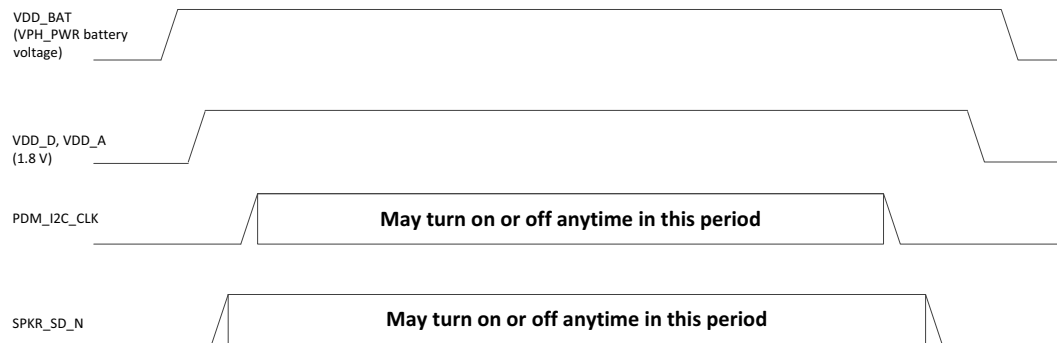 VDD_BAT
(VPH_PWR battery
voltage)
VDD_D, VDD_A
(1.8 V)
PDM_I2C_CLK
May turn on or off anytime in this period
SPKR_SD_N
May turn on or off anytime in this period